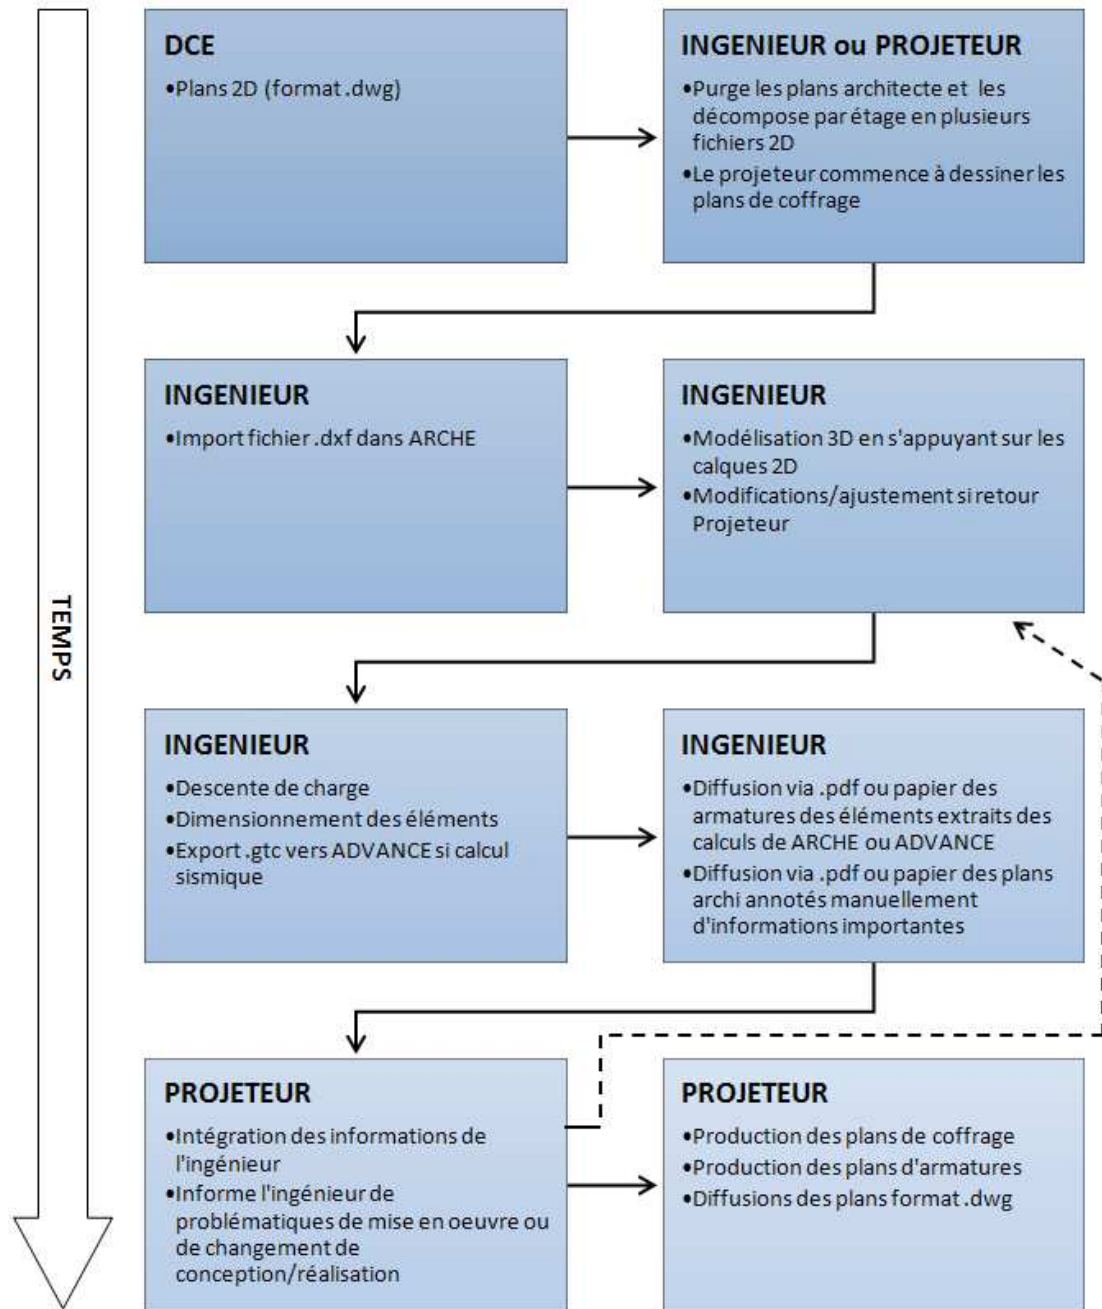 TEMPS
DCE
•Plans 2D (format .dwg)
INGENIEUR ou PROJETEUR
•Purge les plans architecte et les
décompose par étage en plusieurs
fichiers 2D
•Le projeteur commence à dessiner les
plans de coffrage
INGENIEUR
•Import fichier .dxf dans ARCHE
INGENIEUR
•Modélisation 3D en s'appuyant sur les
calques 2D
•Modifications/ajustement si retour
Projeteur
INGENIEUR
•Descente de charge
•Dimensionnement des éléments
•Export .gtc vers ADVANCE si calcul
sismique
INGENIEUR
•Diffusion via .pdf ou papier des
armatures des éléments extraits des
calculs de ARCHE ou ADVANCE
•Diffusion via .pdf ou papier des plans
archi annotés manuellement
d'informations importantes
PROJETEUR
•Intégration des informations de
l'ingénieur
•Informe l'ingénieur de
problématiques de mise en oeuvre ou
de changement de
conception/réalisation
PROJETEUR
•Production des plans de coffrage
•Production des plans d'armatures
•Diffusions des plans format .dwg